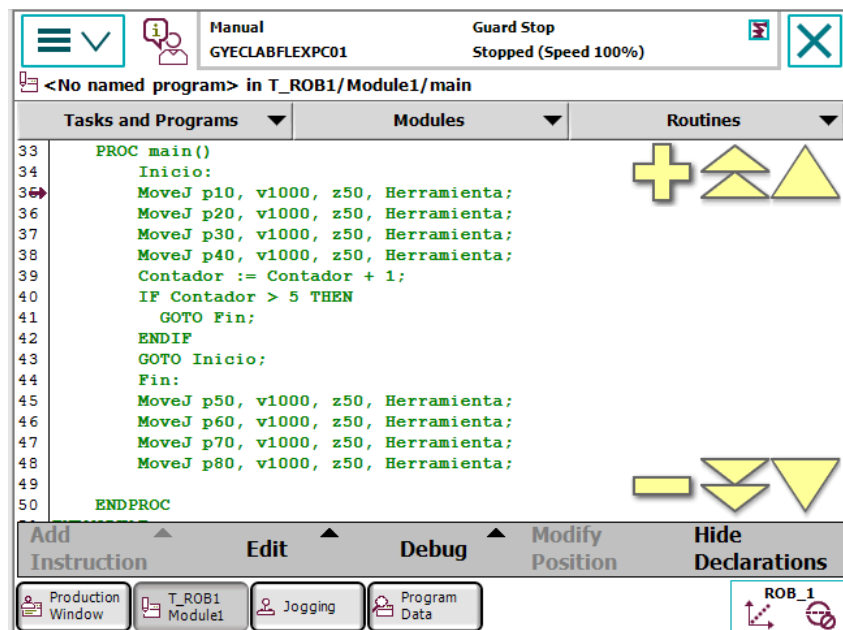 Manual
GYECLABFLEXPC01
Guard Stop
Stopped (Speed 100%)
<No named program> in T_ROB1/Module1/main
Tasks and Programs
Modules
Routines
33 PROC main()
34 Inicio:
35 MoveJ p10, v1000, z50, Herramienta;
36 MoveJ p20, v1000, z50, Herramienta;
37 MoveJ p30, v1000, z50, Herramienta;
38 MoveJ p40, v1000, z50, Herramienta;
39 Contador := Contador + 1;
40 IF Contador > 5 THEN
41 GOTO Fin;
42 ENDIF
43 GOTO Inicio;
44 Fin:
45 MoveJ p50, v1000, z50, Herramienta;
46 MoveJ p60, v1000, z50, Herramienta;
47 MoveJ p70, v1000, z50, Herramienta;
48 MoveJ p80, v1000, z50, Herramienta;
49
50 ENDPROC
Add
Instruction
Edit
Debug
Modify
Position
Hide
Declarations
Production
Window
T_ROB1
Module1
Jogging
Program
Data
ROB_1